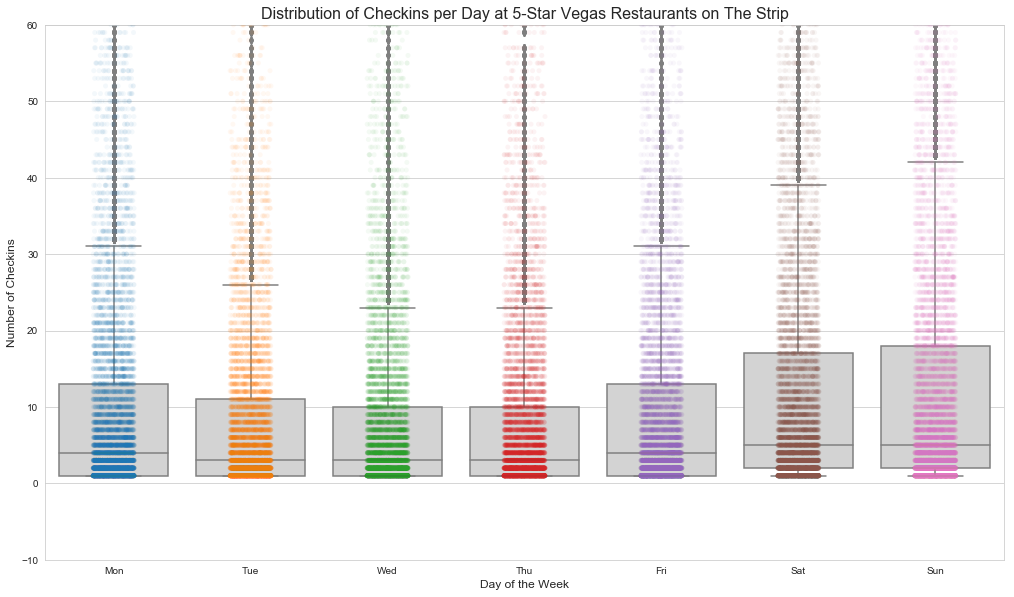 Distribution of Checkins per Day at 5-Star Vegas Restaurants on The Strip
60
50
40
30
20
10
0
−10
Number of Checkins
Mon Tue Wed Thu Fri Sat Sun
Day of the Week